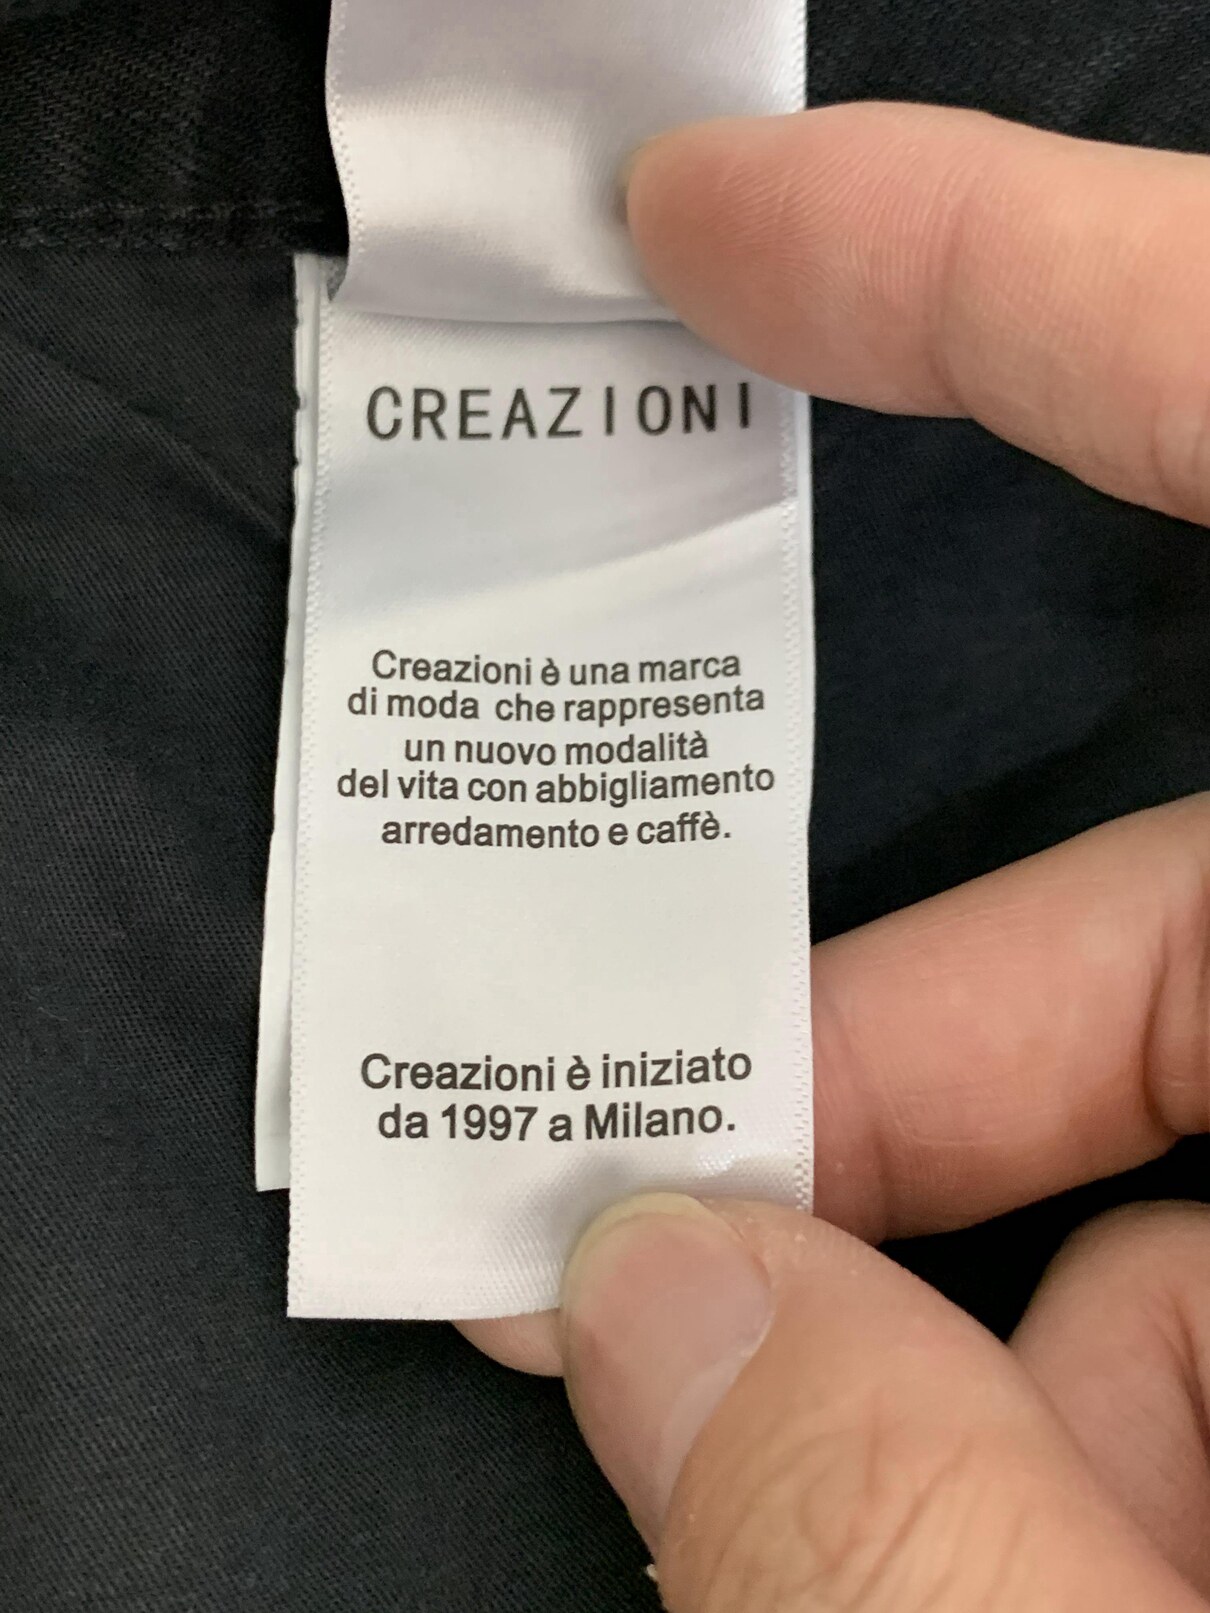 CREAZIONI
Creazioni è una marca
di moda che rappresenta
un nuovo modalità
del vita con abbigliamento
arredamento e caffè.
Creazioni è iniziato
da 1997 a Milano.